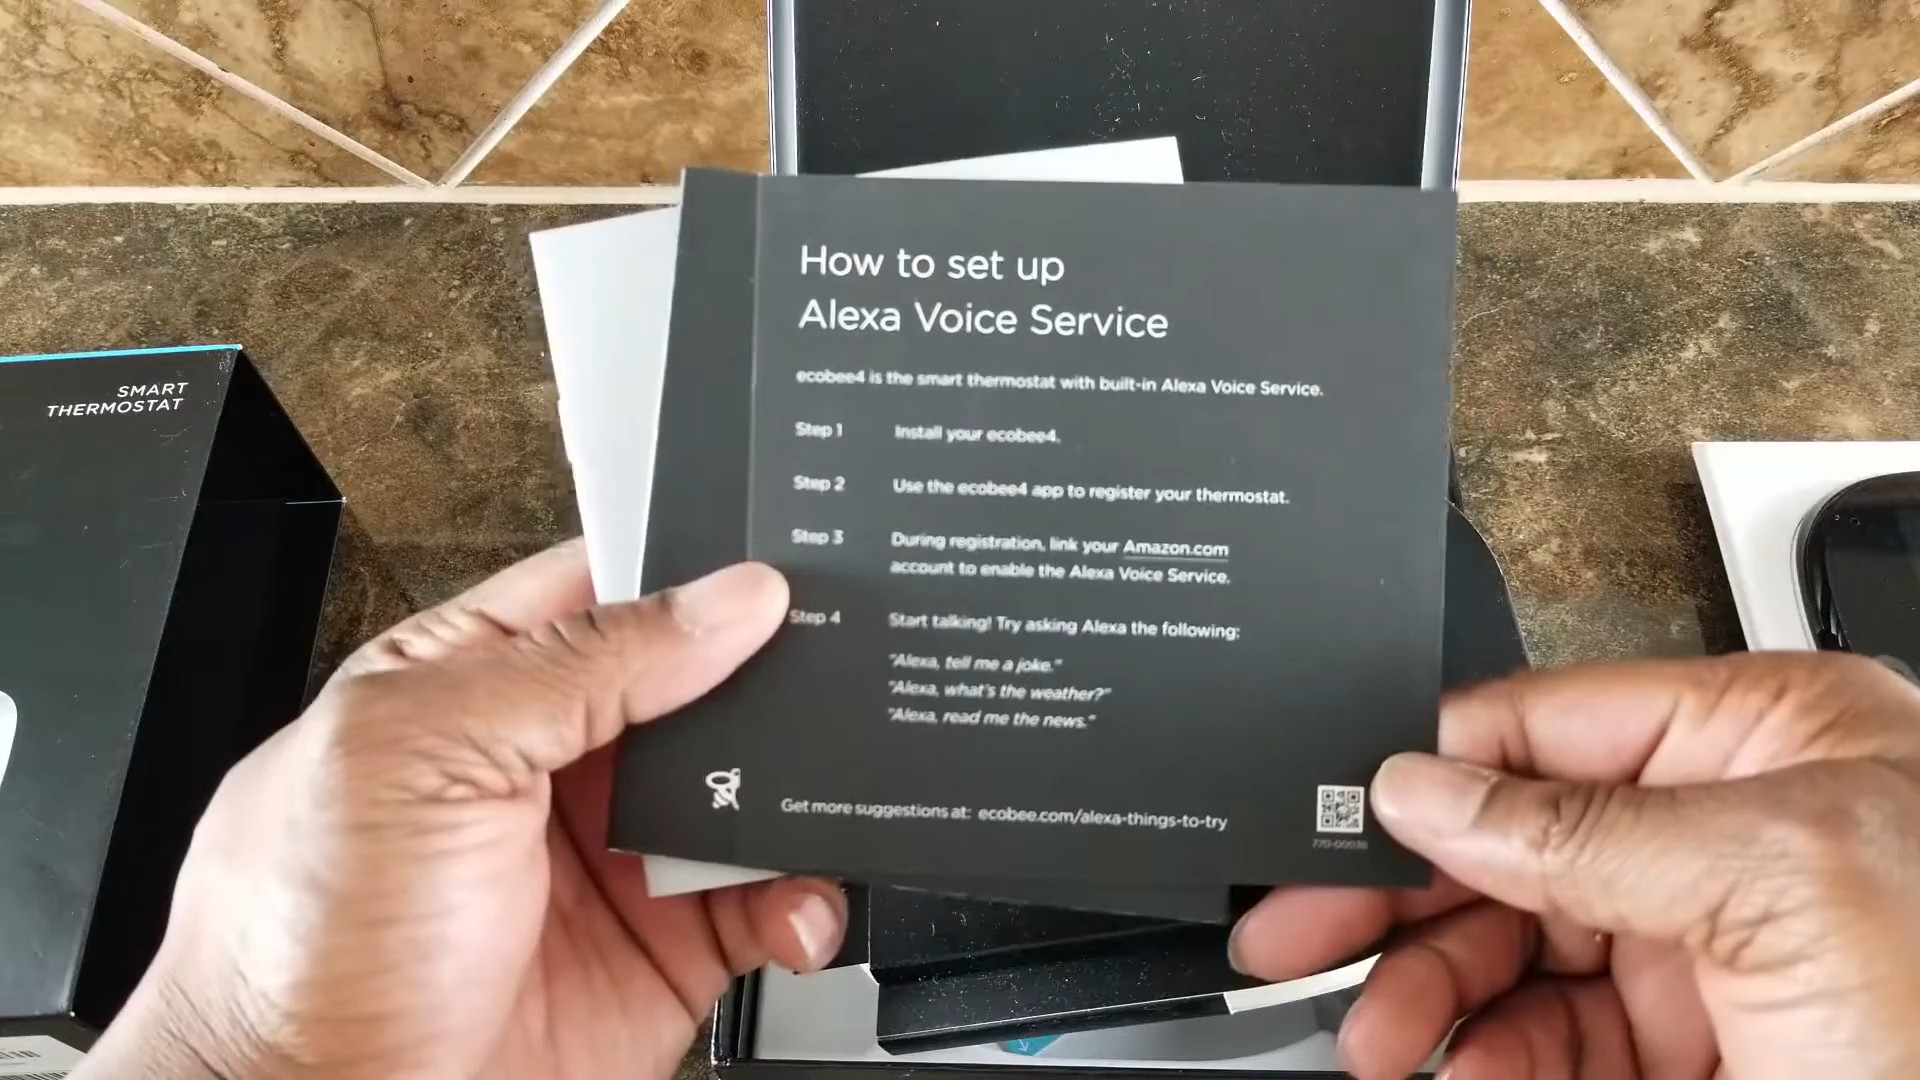 SMART
THERMOSTAT
How to set up
Alexa Voice Service
ecobee4 is the smart thermostat with built-in Alexa Voice Service.
Step 1 Install your ecobee4.
Step 2 Use the ecobee4 app to register your thermostat.
Step 3 During registration, link your Amazon.com
account to enable the Alexa Voice Service.
Step 4 Start talking! Try asking Alexa the following:
"Alexa, tell me a joke."
"Alexa, what's the weather?"
"Alexa, read me the news."
Get more suggestions at: ecobee.com/alexa-things-to-try